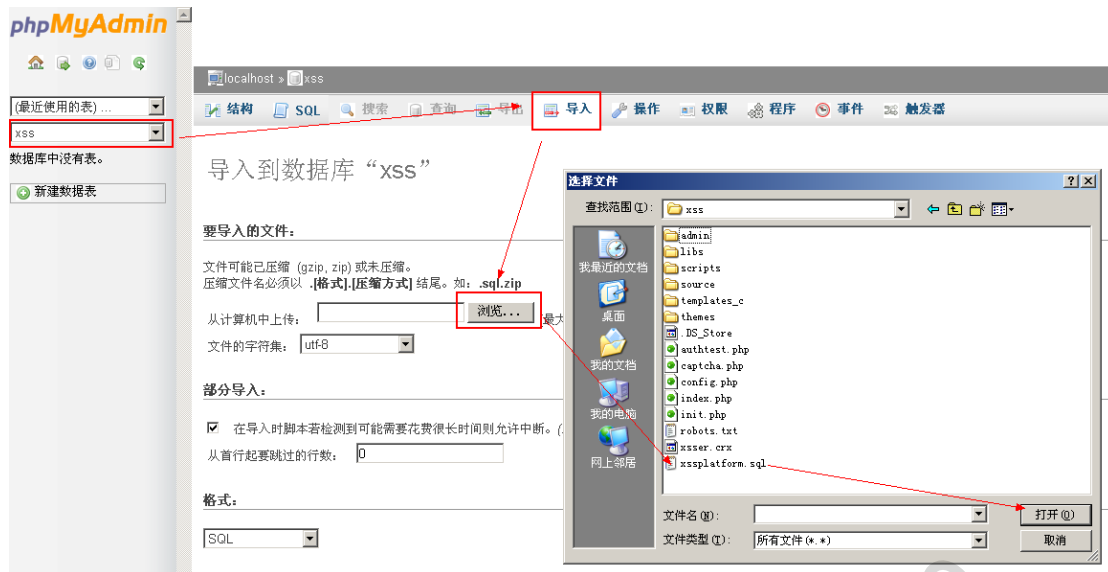 phpMyAdmin
(最近使用的表) ...
xss
数据库中没有表。
新建数据表
localhost » xss
结构 SQL 搜索 查询 导出 导入 操作 权限 程序 事件 触发器
导入到数据库“xss”
要导入的文件:
文件可能已压缩 (gzip, zip) 或未压缩。
压缩文件名必须以 .[格式].[压缩方式] 结尾。如: .sql.zip
从计算机中上传: 浏览... 最大
文件的字符集: utf-8
部分导入:
在导入时脚本若检测到可能需要花费很长时间则允许中断。(
从首行起要跳过的行数: 0
格式:
SQL
选择文件
查找范围(I): xss
我最近的文档
桌面
我的文档
我的电脑
网上邻居
admin
libs
scripts
source
templates_c
themes
.DS_Store
authtest.php
captcha.php
config.php
index.php
init.php
robots.txt
xsser.crx
xssplatform.sql
文件名(N): 打开(O)
文件类型(T): 所有文件(*.*) 取消